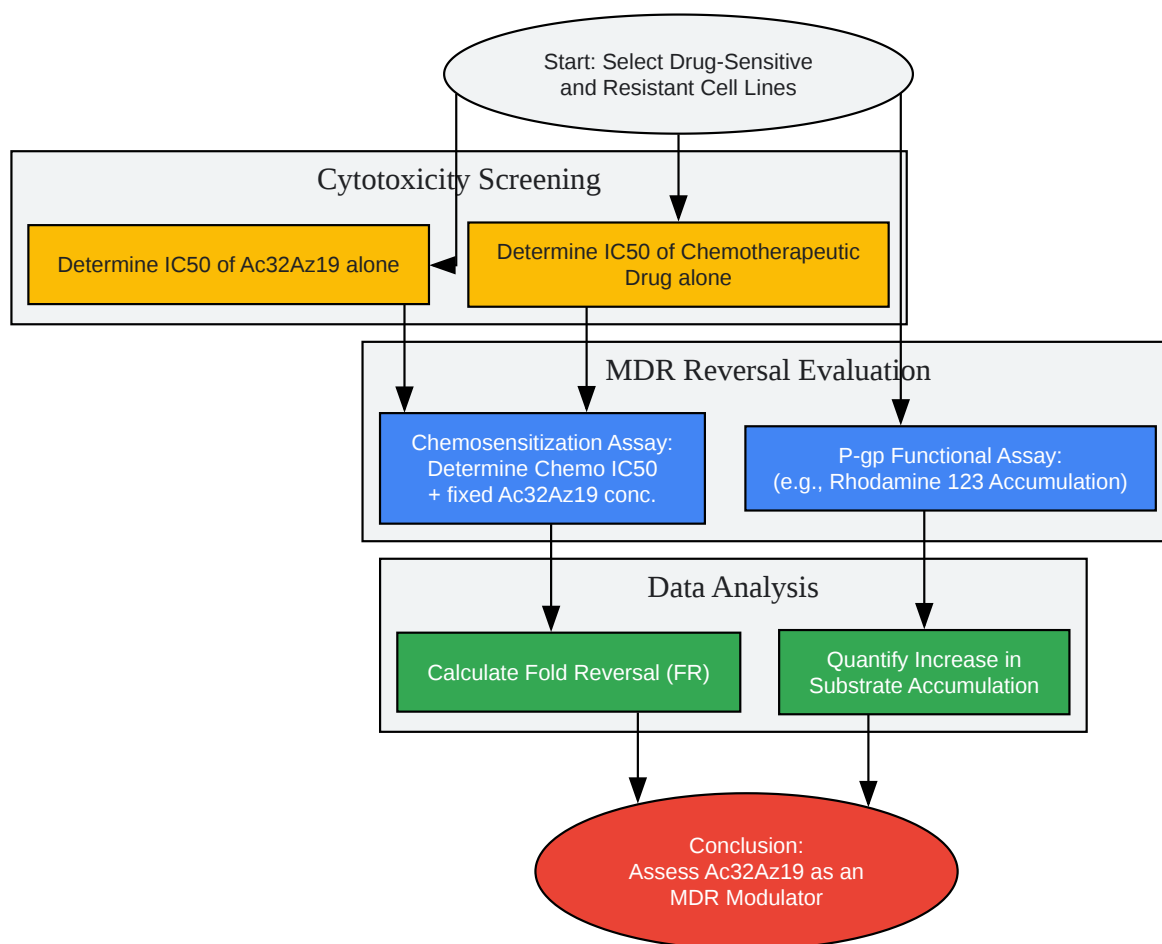 Start: Select Drug-Sensitive
and Resistant Cell Lines
Cytotoxicity Screening
Determine IC50 of Ac32Az19 alone
Determine IC50 of Chemotherapeutic
Drug alone
MDR Reversal Evaluation
Chemosensitization Assay:
Determine Chemo IC50
+ fixed Ac32Az19 conc.
P-gp Functional Assay:
(e.g., Rhodamine 123 Accumulation)
Data Analysis
Calculate Fold Reversal (FR)
Quantify Increase in
Substrate Accumulation
Conclusion:
Assess Ac32Az19 as an
MDR Modulator